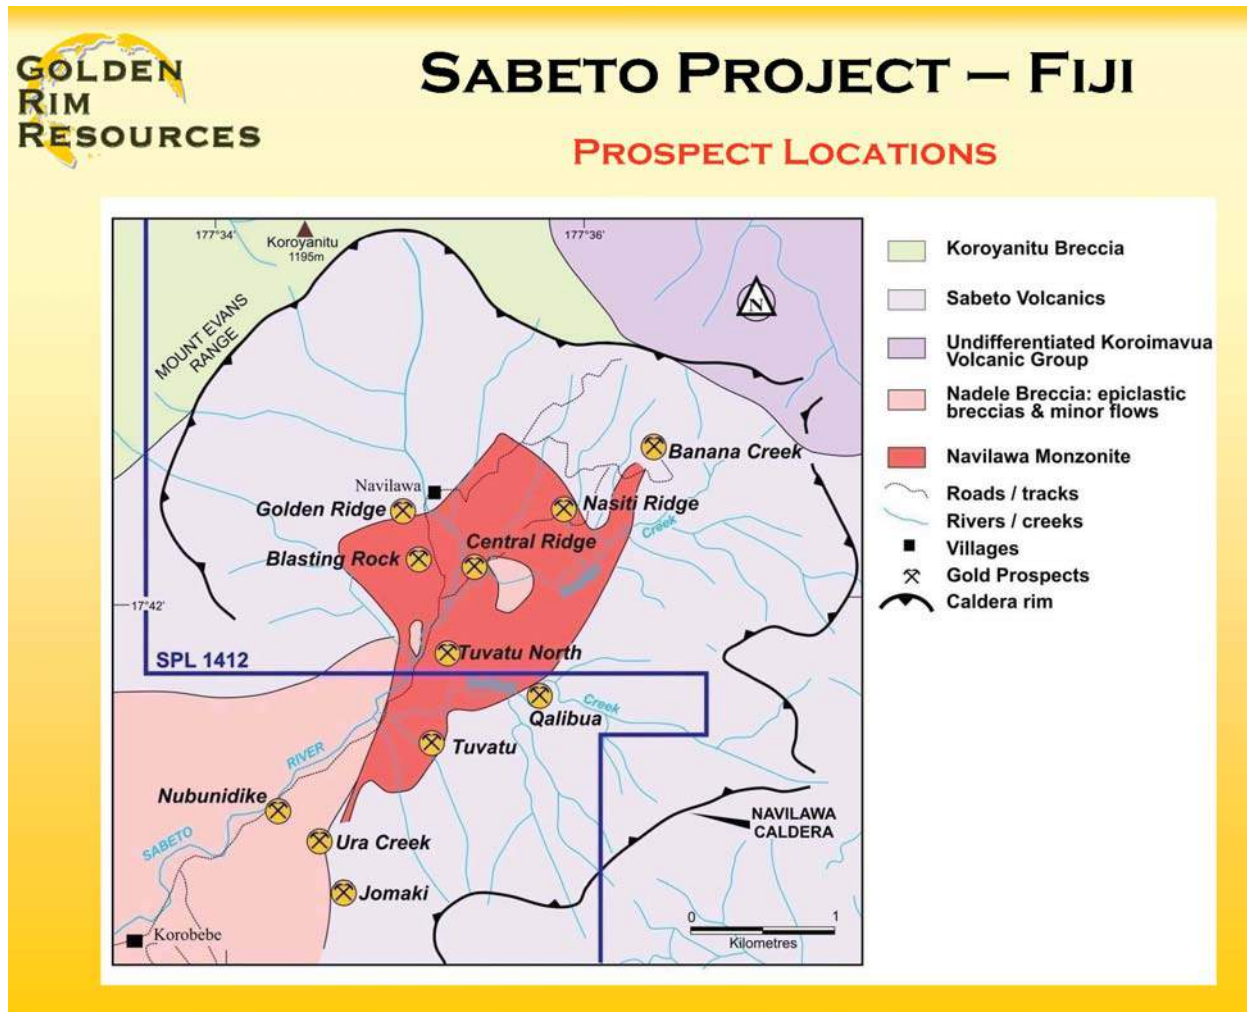 GOLDEN
RIM
RESOURCES
SABETO PROJECT – FIJI
PROSPECT LOCATIONS
177°34'
Koroyanitu
1195m
177°36'
N
MOUNT EVANS
RANGE
Banana Creek
Navilawa
Golden Ridge
Nasiti Ridge
Creek
Central Ridge
Blasting Rock
17°42'
Tuvatu North
SPL 1412
Creek
Qalibua
Tuvatu
RIVER
Nubunidike
SABETO
Ura Creek
NAVILAWA
CALDERA
Jomaki
Korobebe
0 1
Kilometres
Koroyanitu Breccia
Sabeto Volcanics
Undifferentiated Koroimavua
Volcanic Group
Nadele Breccia: epiclastic
breccias & minor flows
Navilawa Monzonite
Roads / tracks
Rivers / creeks
Villages
Gold Prospects
Caldera rim